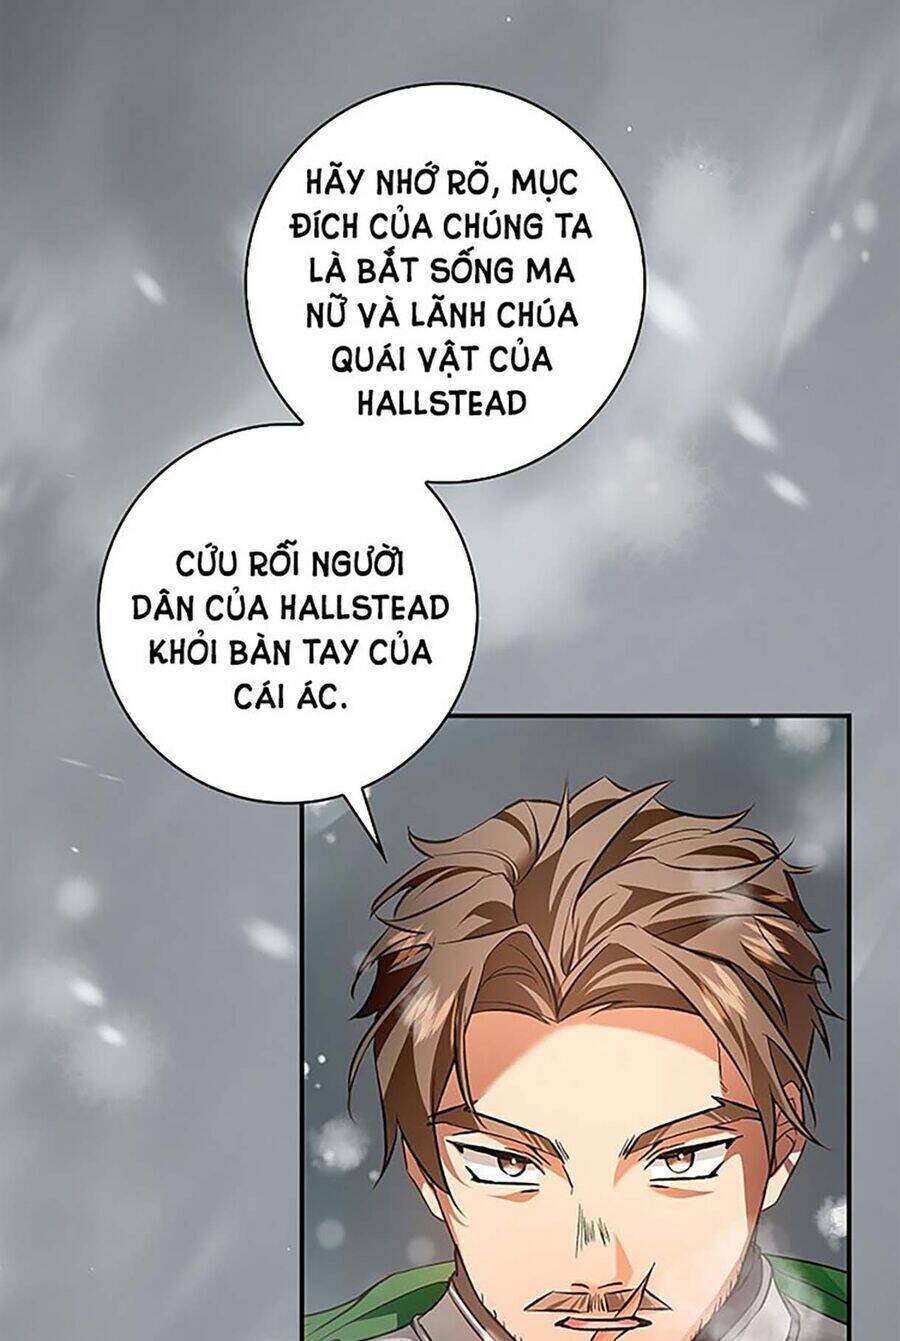 HÃY NHỚ RÕ, MỤC
ĐÍCH CỦA CHÚNG TA
LÀ BẮT SỐNG MA
NỮ VÀ LÃNH CHÚA
QUÁI VẬT CỦA
HALLSTEAD
CỨU RỖI NGƯỜI
DÂN CỦA HALLSTEAD
KHỎI BÀN TAY CỦA
CÁI ÁC.